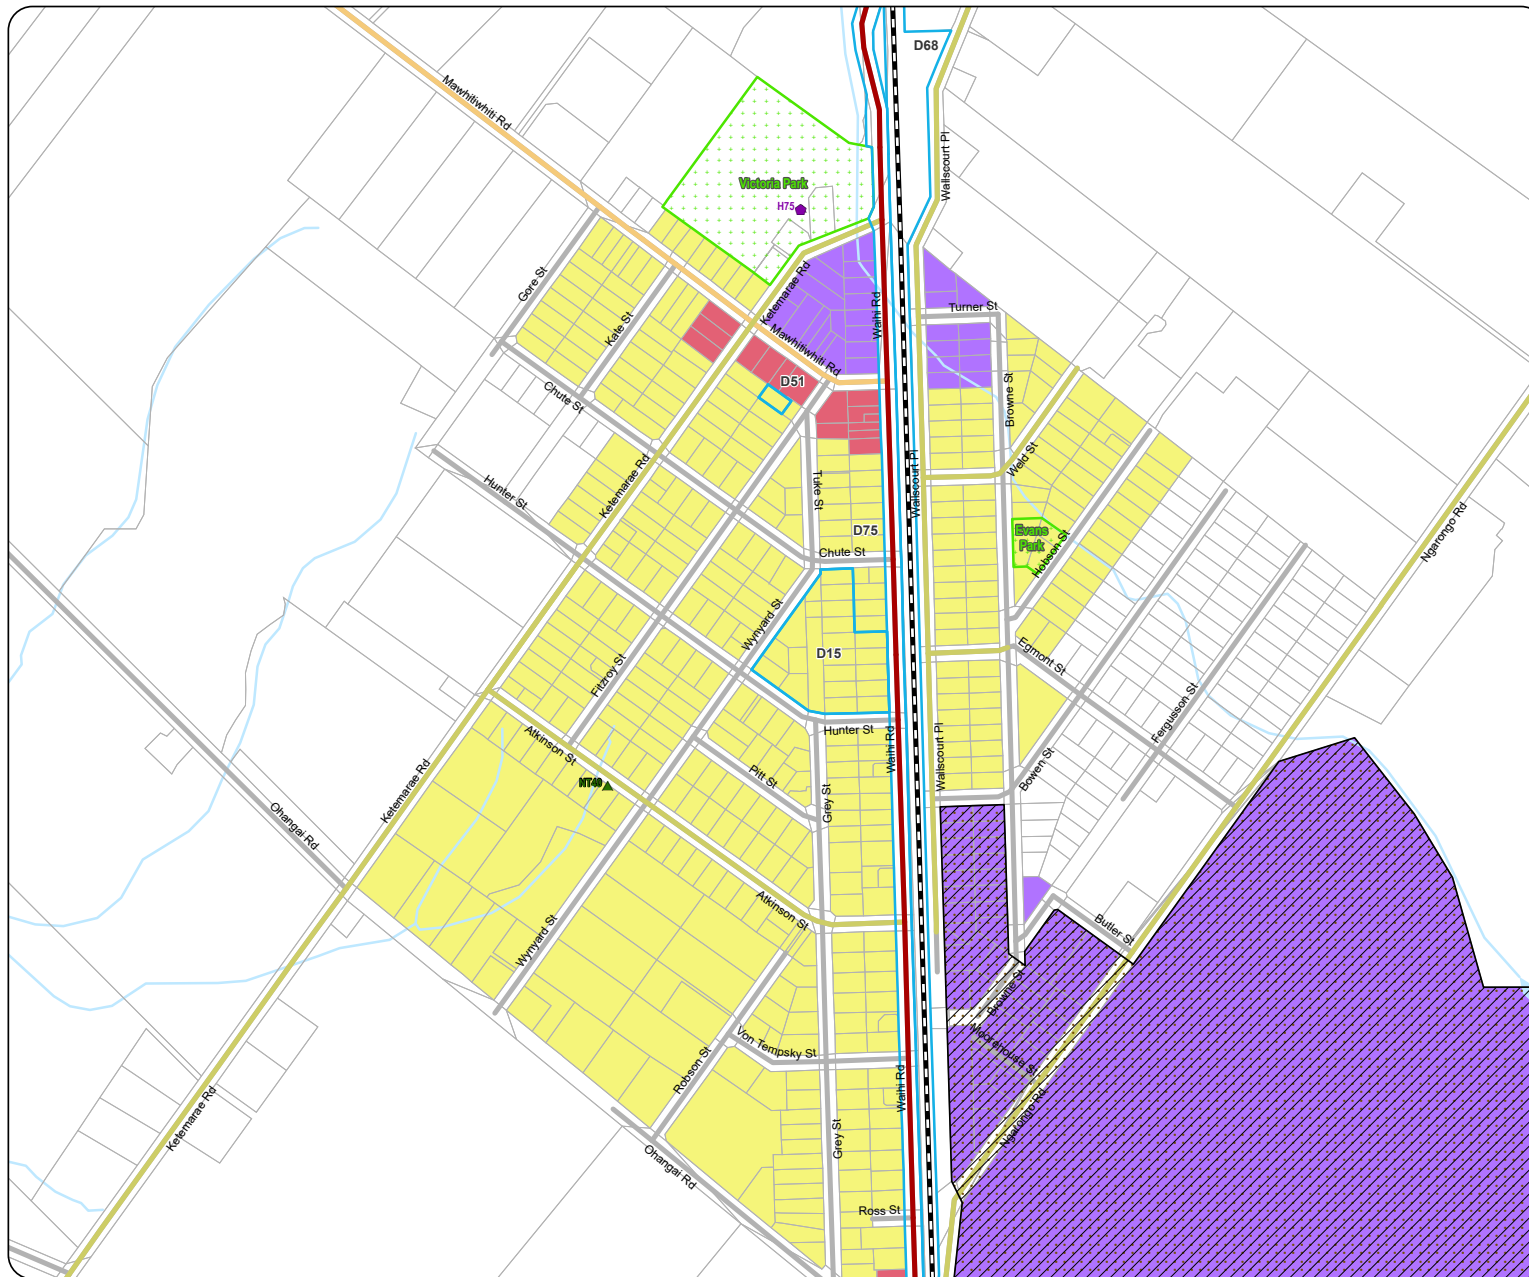 D68
Mawhitiwhiti Rd
Wallscourt Pl
Victoria Park
H75
Gore St
Ketemarae Rd
Waihi Rd
Turner St
Kate St
Mawhitiwhiti Rd
D51
Browne St
Chute St
Weld St
Ketemarae Rd
Hunter St
Tuke St
Wallscourt Pl
D75
Evans
Park
Hobson St
Ngarongo Rd
Chute St
Wynyard St
D15
Egmont St
Fitzroy St
Fergusson St
Hunter St
Atkinson St
Waihi Rd
Wallscourt Pl
Bowen St
Pitt St
NT40
Grey St
Ketemarae Rd
Ohangai Rd
Atkinson St
Butler St
Wynyard St
Browne St
Von Tempsky St
Moorehouse St
Robson St
Waihi Rd
Ngarongo Rd
Ketemarae Rd
Grey St
Ohangai Rd
Ross St